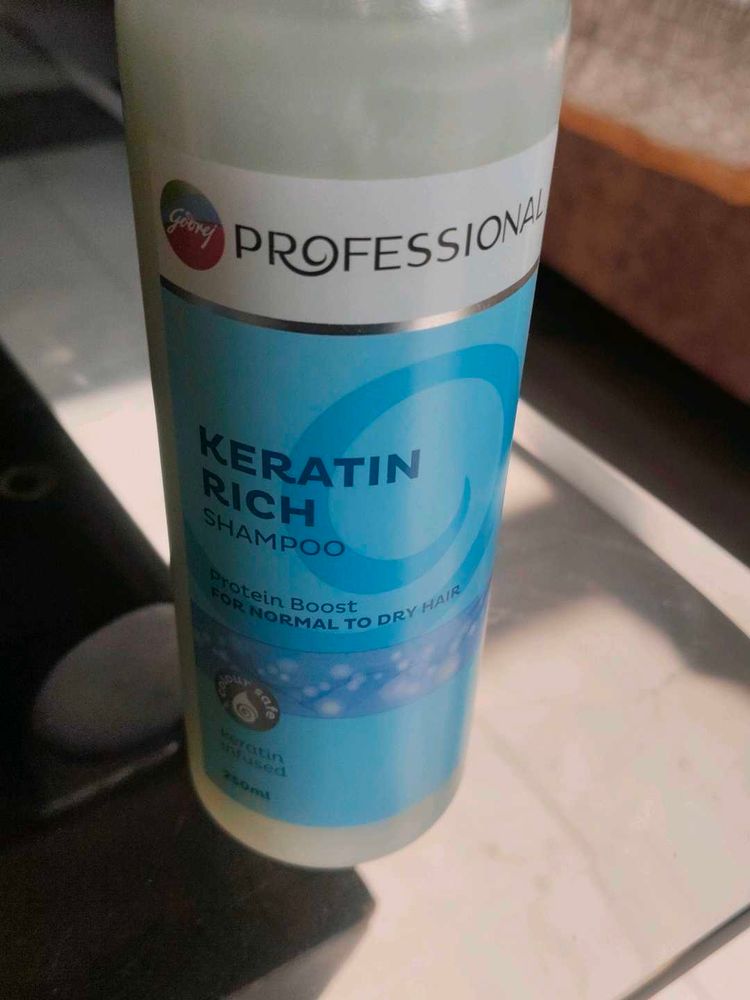 Godrej
PROFESSIONAL
KERATIN
RICH
SHAMPOO
Protein Boost
FOR NORMAL TO DRY HAIR
colour safe
keratin
infused
250ml